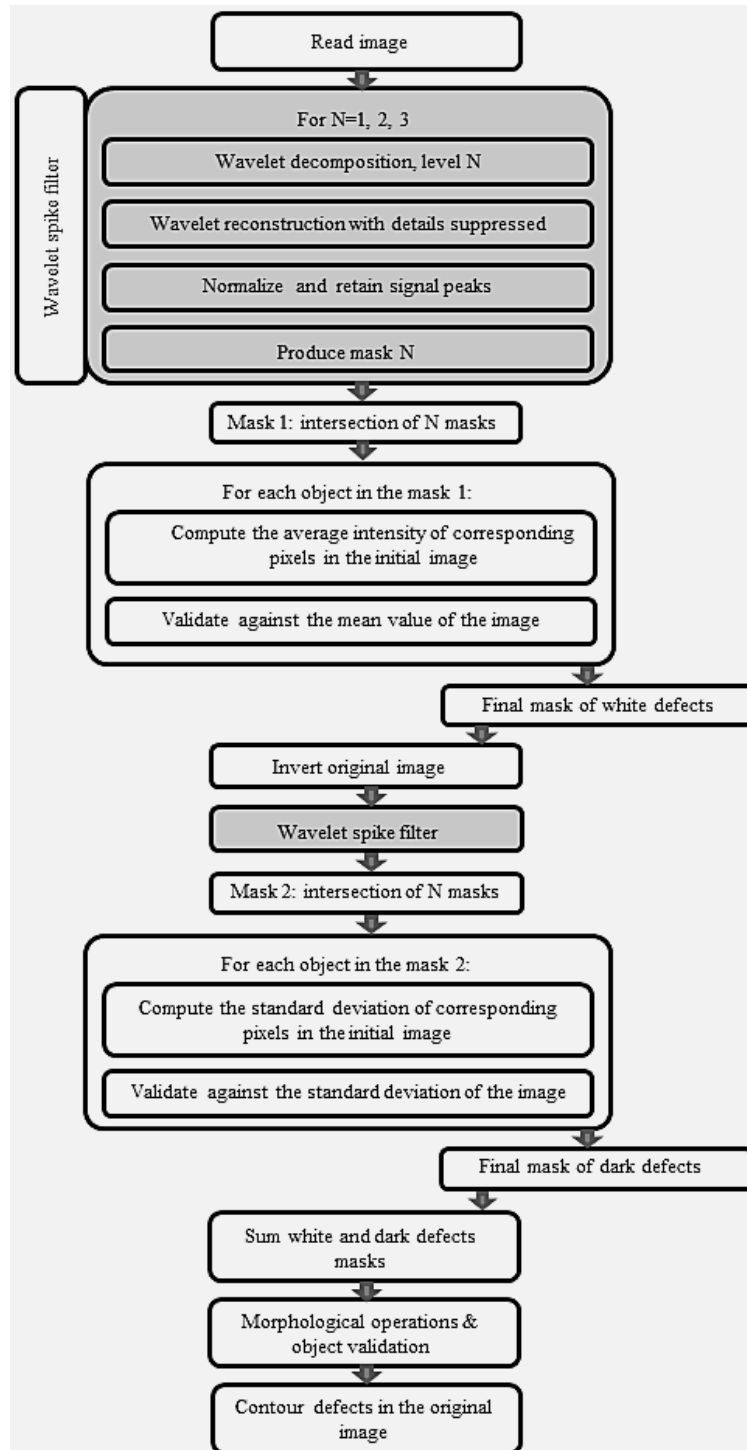 Read image
Wavelet spike filter
For N=1, 2, 3
Wavelet decomposition, level N
Wavelet reconstruction with details suppressed
Normalize and retain signal peaks
Produce mask N
Mask 1: intersection of N masks
For each object in the mask 1:
Compute the average intensity of corresponding
pixels in the initial image
Validate against the mean value of the image
Final mask of white defects
Invert original image
Wavelet spike filter
Mask 2: intersection of N masks
For each object in the mask 2:
Compute the standard deviation of corresponding
pixels in the initial image
Validate against the standard deviation of the image
Final mask of dark defects
Sum white and dark defects
masks
Morphological operations &
object validation
Contour defects in the original
image